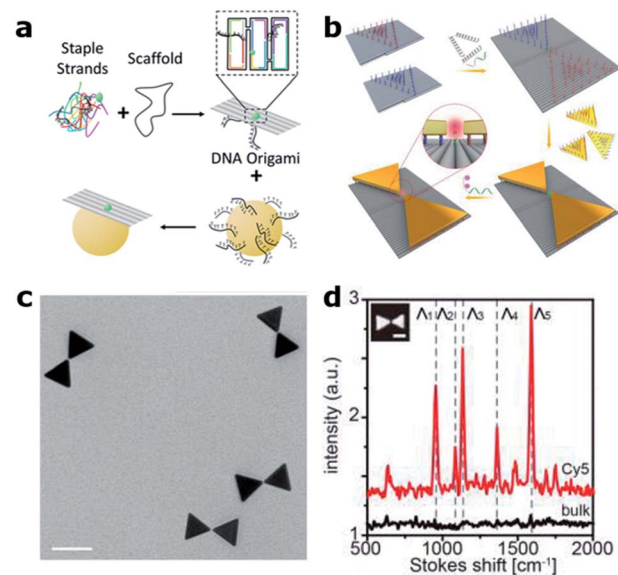 a
Staple
Strands
Scaffold
+
DNA Origami
+
b
c
d
Λ1 Λ2 Λ3 Λ4 Λ5
3
2
1
intensity (a.u.)
Cy5
bulk
500 1000 1500 2000
Stokes shift [cm⁻¹]